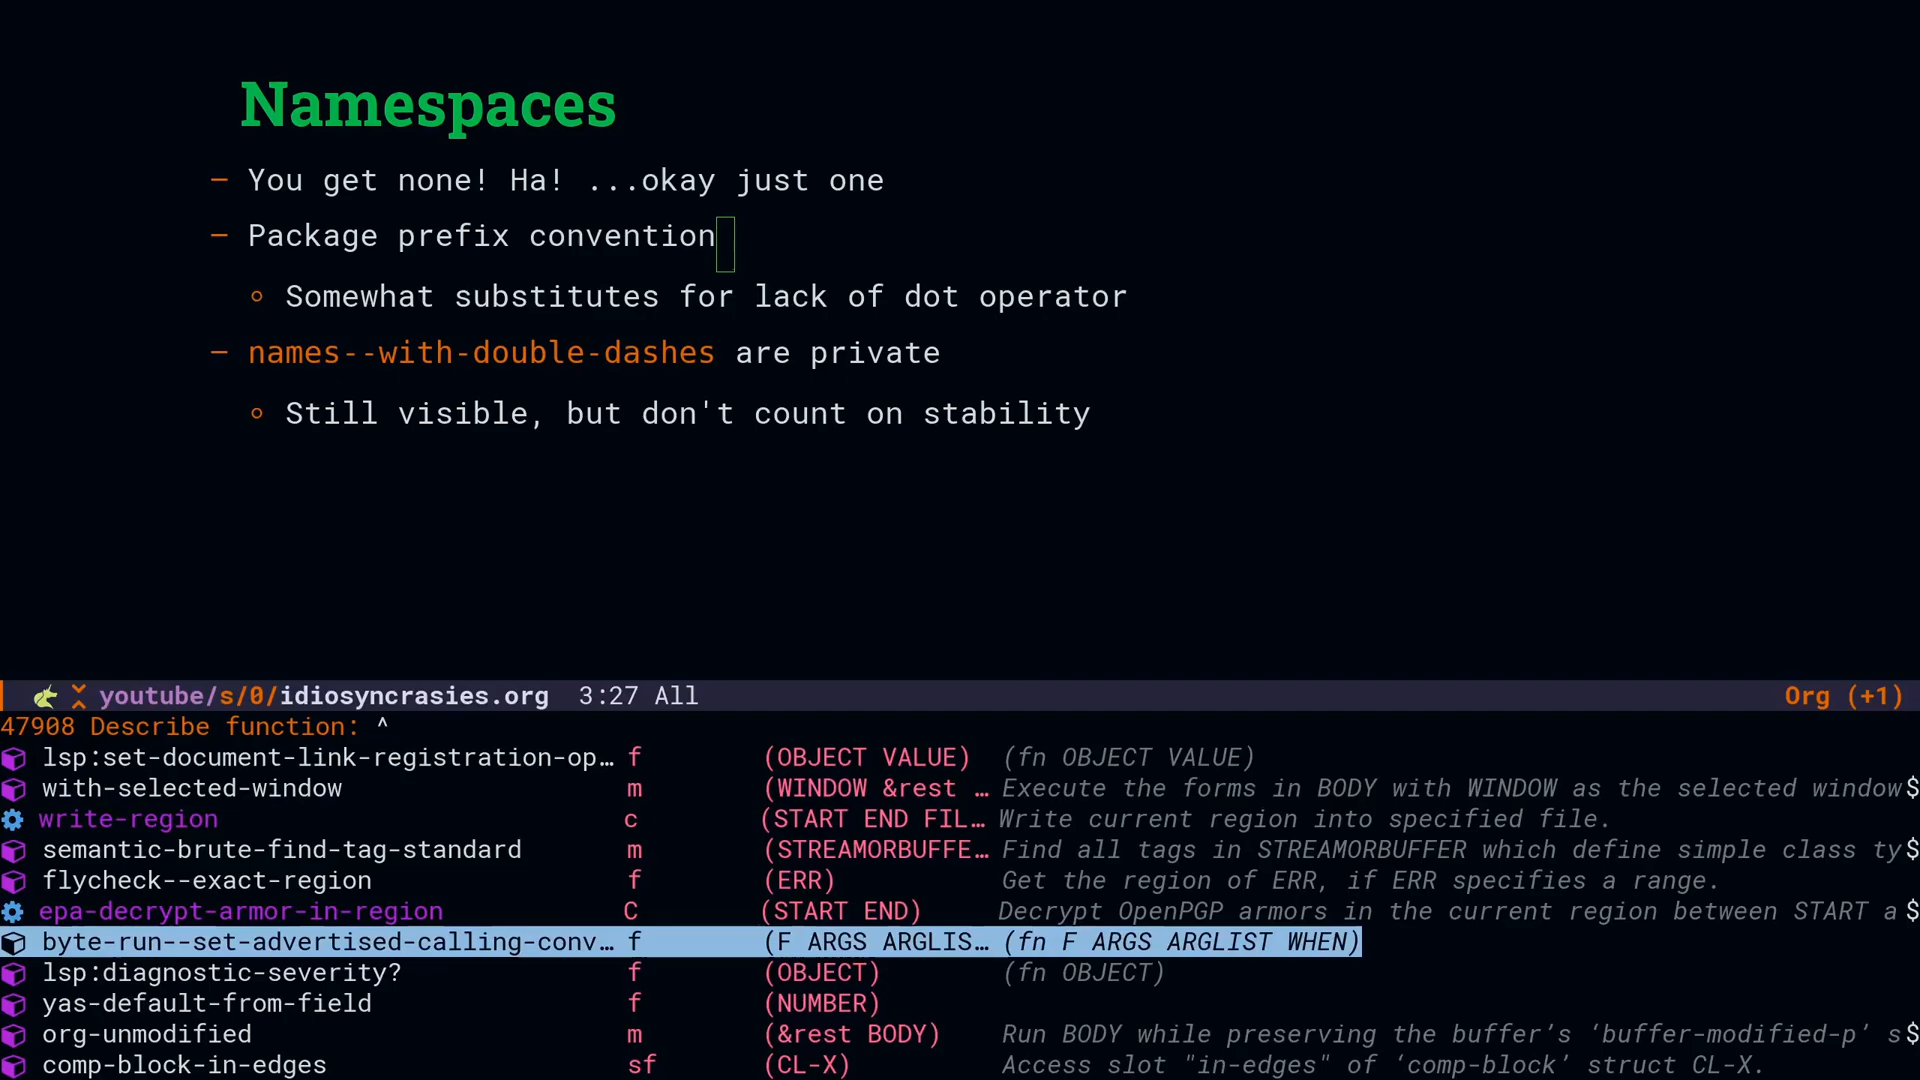 Namespaces
– You get none! Ha! ...okay just one
– Package prefix convention
◦ Somewhat substitutes for lack of dot operator
– names--with-double-dashes are private
◦ Still visible, but don't count on stability
youtube/s/0/idiosyncrasies.org 3:27 All Org (+1)
47908 Describe function: ^
lsp:set-document-link-registration-op… f (OBJECT VALUE) (fn OBJECT VALUE)
with-selected-window m (WINDOW &rest … Execute the forms in BODY with WINDOW as the selected window$
write-region c (START END FIL… Write current region into specified file.
semantic-brute-find-tag-standard m (STREAMORBUFFE… Find all tags in STREAMORBUFFER which define simple class ty$
flycheck--exact-region f (ERR) Get the region of ERR, if ERR specifies a range.
epa-decrypt-armor-in-region C (START END) Decrypt OpenPGP armors in the current region between START a$
byte-run--set-advertised-calling-conv… f (F ARGS ARGLIS… (fn F ARGS ARGLIST WHEN)
lsp:diagnostic-severity? f (OBJECT) (fn OBJECT)
yas-default-from-field f (NUMBER)
org-unmodified m (&rest BODY) Run BODY while preserving the buffer’s ‘buffer-modified-p’ s$
comp-block-in-edges sf (CL-X) Access slot "in-edges" of ‘comp-block’ struct CL-X.